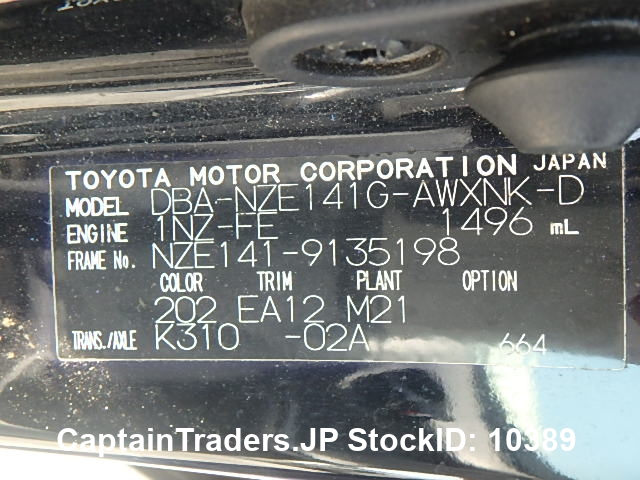 TOYOTA MOTOR CORPORATION JAPAN
MODEL DBA-NZE141G-AWXNK-D
ENGINE 1NZ-FE 1496 mL
FRAME No. NZE141-9135198
COLOR TRIM PLANT OPTION
202 EA12 M21
TRANS./AXLE K310 -02A 664
CaptainTraders.JP StockID: 10389